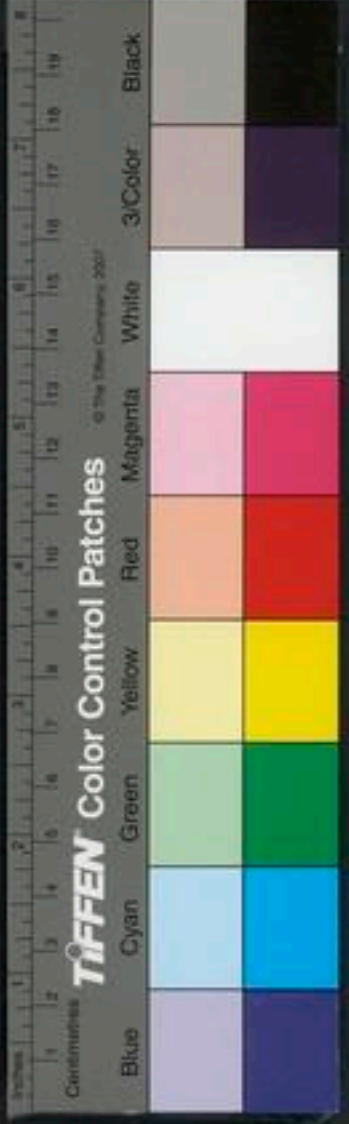 Inches 1 2 3 4 5 6 7 8
Centimetres 1 2 3 4 5 6 7 8 9 10 11 12 13 14 15 16 17 18 19
TIFFEN® Color Control Patches © The Tiffen Company, 2007
Blue Cyan Green Yellow Red Magenta White 3/Color Black